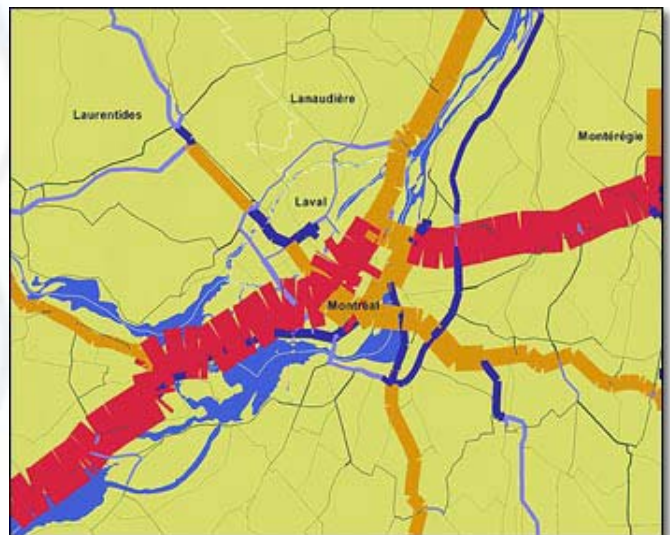 Lanaudière
Laurentides
Montérégie
Laval
Montréal